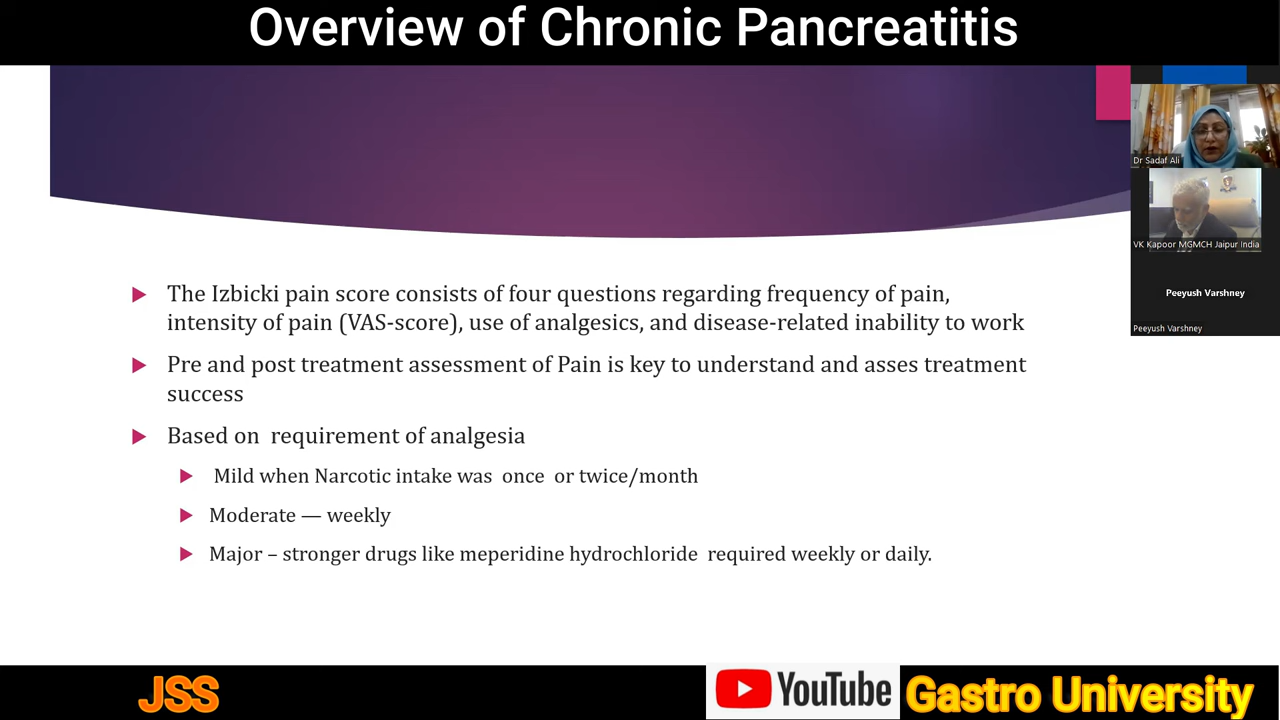 Overview of Chronic Pancreatitis
Dr Sadaf Ali
VK Kapoor MGMCH Jaipur India
Peeyush Varshney
Peeyush Varshney
The Izbicki pain score consists of four questions regarding frequency of pain,
intensity of pain (VAS-score), use of analgesics, and disease-related inability to work
Pre and post treatment assessment of Pain is key to understand and asses treatment
success
Based on requirement of analgesia
Mild when Narcotic intake was once or twice/month
Moderate — weekly
Major – stronger drugs like meperidine hydrochloride required weekly or daily.
JSS
YouTube
Gastro University